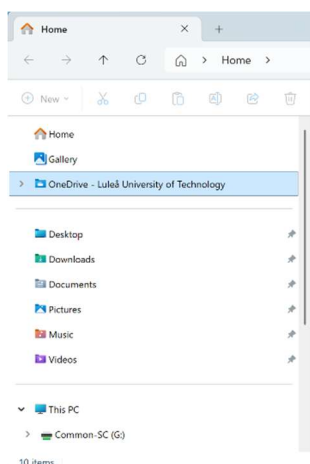 Home
Home
New
Home
Gallery
OneDrive - Luleå University of Technology
Desktop
Downloads
Documents
Pictures
Music
Videos
This PC
Common-SC (G:)
10 items